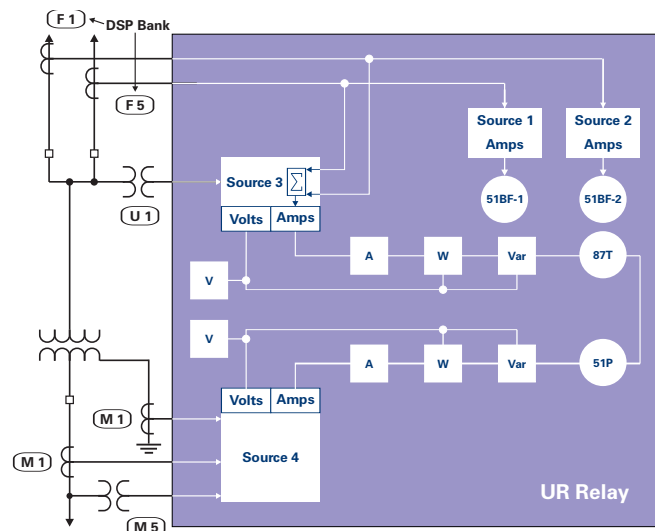 F 1
DSP Bank
F 5
Source 1
Amps
Source 2
Amps
Source 3
Σ
U 1
Volts
Amps
51BF-1
51BF-2
V
A
W
Var
87T
V
A
W
Var
51P
M 1
Volts
Amps
Source 4
M 1
M 5
UR Relay